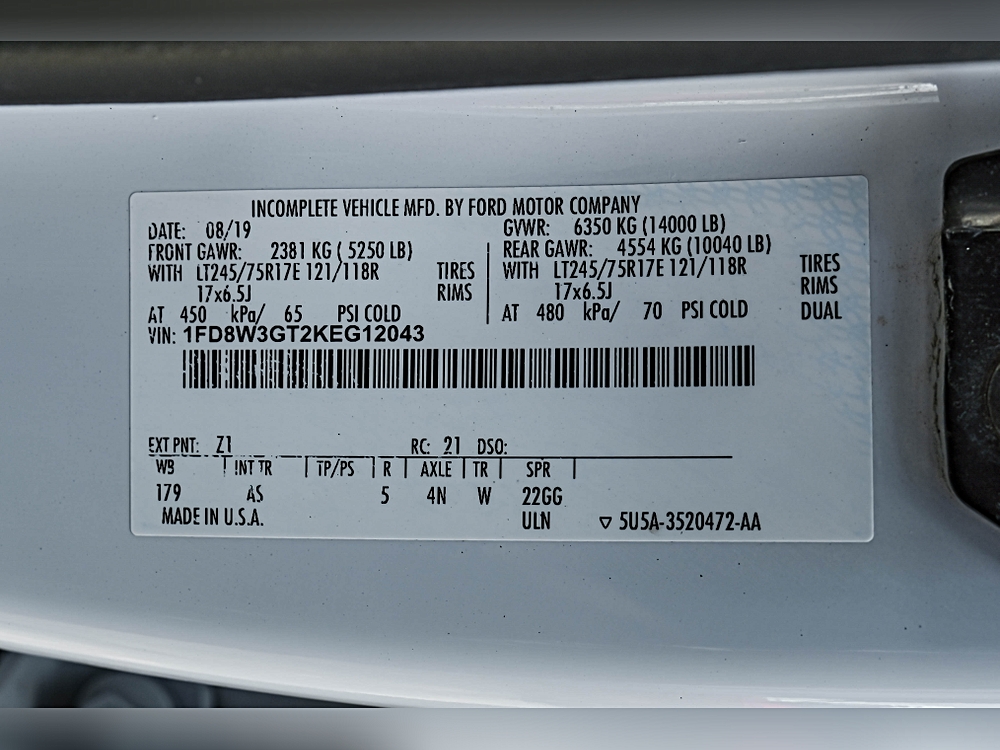 INCOMPLETE VEHICLE MFD. BY FORD MOTOR COMPANY
DATE: 08/19 GVWR: 6350 KG (14000 LB)
FRONT GAWR: 2381 KG ( 5250 LB) REAR GAWR: 4554 KG (10040 LB)
WITH LT245/75R17E 121/118R TIRES WITH LT245/75R17E 121/118R TIRES
17x6.5J RIMS 17x6.5J RIMS
AT 450 kPa/ 65 PSI COLD AT 480 kPa/ 70 PSI COLD DUAL
VIN: 1FD8W3GT2KEG12043
EXT PNT: Z1 RC: 21 DSO:
WB INT TR TP/PS R AXLE TR SPR
179 AS 5 4N W 22GG
MADE IN U.S.A. ULN ▽ 5U5A-3520472-AA